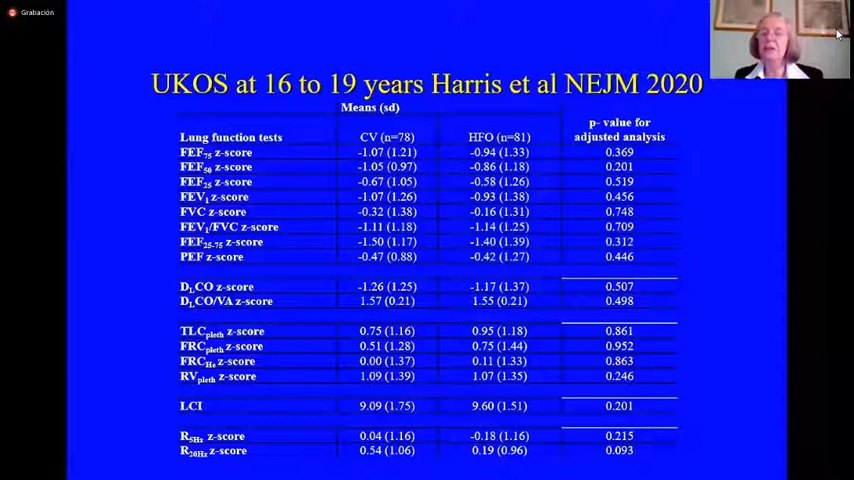 Grabación
UKOS at 16 to 19 years Harris et al NEJM 2020
Means (sd)
Lung function tests CV (n=78) HFO (n=81) p- value for adjusted analysis
FEF75 z-score -1.07 (1.21) -0.94 (1.33) 0.369
FEF50 z-score -1.05 (0.97) -0.86 (1.18) 0.201
FEF25 z-score -0.67 (1.05) -0.58 (1.26) 0.519
FEV1 z-score -1.07 (1.26) -0.93 (1.38) 0.456
FVC z-score -0.32 (1.38) -0.16 (1.31) 0.748
FEV1/FVC z-score -1.11 (1.18) -1.14 (1.25) 0.709
FEF25-75 z-score -1.50 (1.17) -1.40 (1.39) 0.312
PEF z-score -0.47 (0.88) -0.42 (1.27) 0.446
DLCO z-score -1.26 (1.25) -1.17 (1.37) 0.507
DLCO/VA z-score 1.57 (0.21) 1.55 (0.21) 0.498
TLCpleth z-score 0.75 (1.16) 0.95 (1.18) 0.861
FRCpleth z-score 0.51 (1.28) 0.75 (1.44) 0.952
FRCHe z-score 0.00 (1.37) 0.11 (1.33) 0.863
RVpleth z-score 1.09 (1.39) 1.07 (1.35) 0.246
LCI 9.09 (1.75) 9.60 (1.51) 0.201
R5Hz z-score 0.04 (1.16) -0.18 (1.16) 0.215
R20Hz z-score 0.54 (1.06) 0.19 (0.96) 0.093